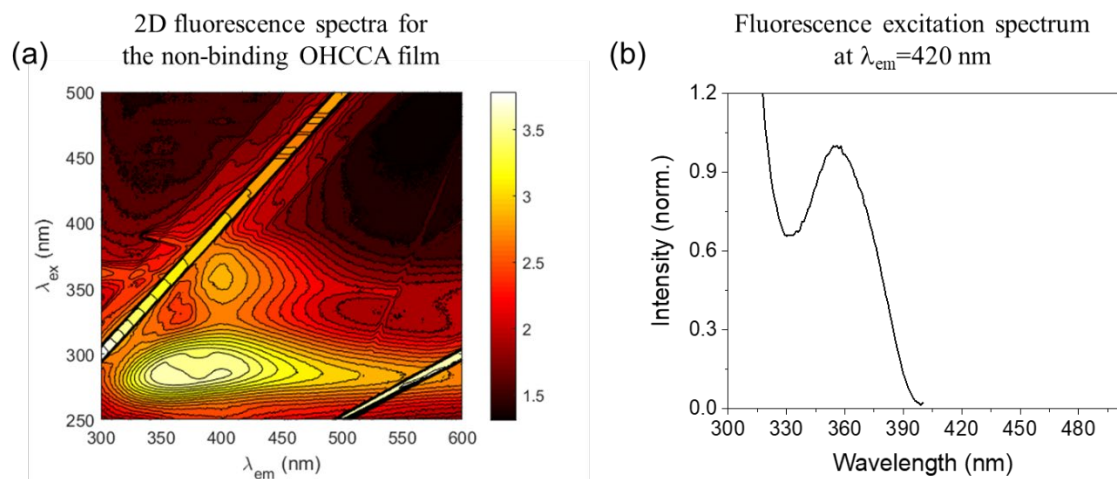 2D fluorescence spectra for
the non-binding OHCCA film
(a)
500
450
400
350
300
250
λex (nm)
300 350 400 450 500 550 600
λem (nm)
3.5
3
2.5
2
1.5
Fluorescence excitation spectrum
at λem=420 nm
(b)
1.2
0.9
0.6
0.3
0.0
Intensity (norm.)
300 330 360 390 420 450 480
Wavelength (nm)